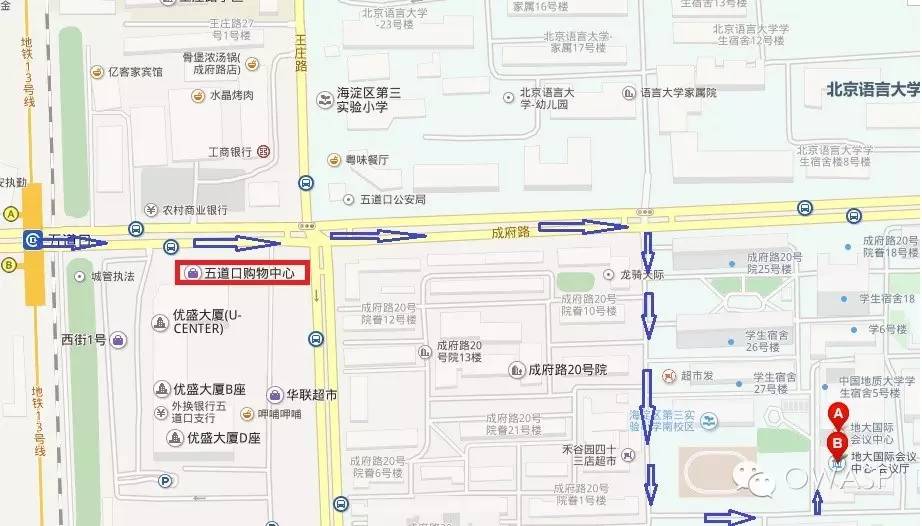 金
地铁13号线
王庄路27
号1号楼
骨堡浓汤锅(
成府路店)
亿客家宾馆
水晶烤肉
工商银行
农村商业银行
王庄路
北京语言大
-23号楼
家属16号楼
北京语言大学
-家属17号楼
海淀区第三
实验小学
北京语言大
学-幼儿园
语言大学家属院
生宿舍13号楼
北京语言大学学
生宿舍12号楼
北京语言大学
北京语言大学学
生宿舍8号楼
粤味餐厅
五道口公安局
安执勤
A
五道口
B
成府路
城管执法
五道口购物中心
优盛大厦(U-
CENTER)
西街1号
优盛大厦B座
外换银行五
道口支行
优盛大厦D座
华联超市
呷哺呷哺
P
地铁13号线
成府路20号
院眷12号楼
成府路20号
院眷10号楼
龙骑天际
成府路20
号院13楼
成府路20号院
成府路20号
院眷21号楼
成府路20号
院眷6号楼
禾谷园四十
三店超市
成府路20号
院眷1号楼
成府路20号
院25号楼
成府路20号
院眷18号楼
学生宿舍18
学生宿舍
26号楼
学6号楼
超市发
学生宿舍
27号楼
中国地质大学学
生宿舍5号楼
海淀区第三实
验小学南校区
A
地大国际
会议中心
B
地大国际会议
中心-会议厅
OWASP